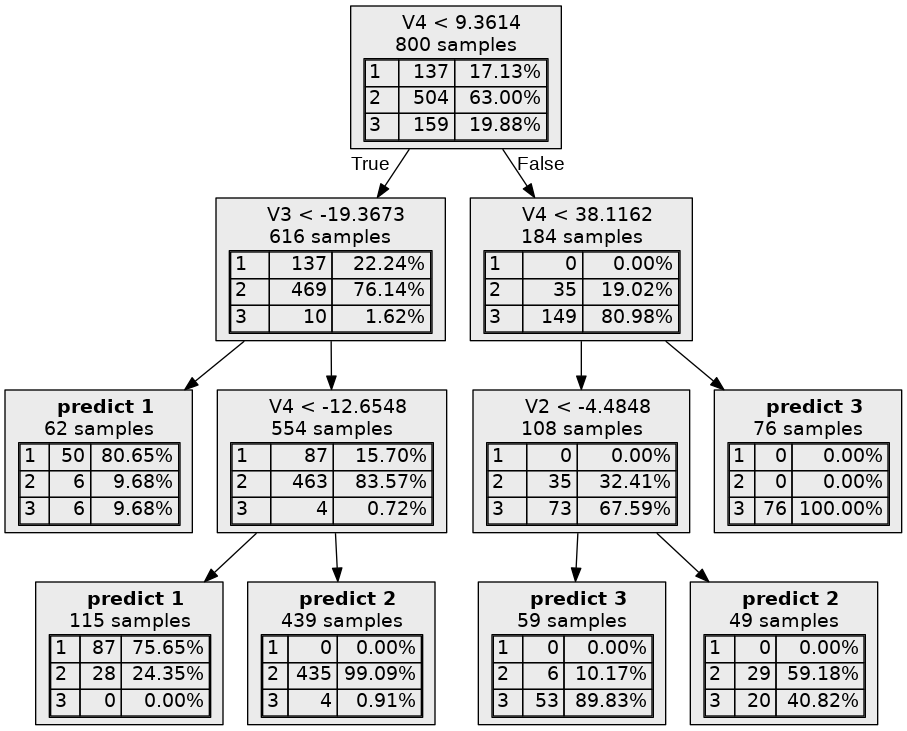 V4 < 9.3614
800 samples
1 137 17.13%
2 504 63.00%
3 159 19.88%
True
False
V3 < -19.3673
616 samples
1 137 22.24%
2 469 76.14%
3 10 1.62%
V4 < 38.1162
184 samples
1 0 0.00%
2 35 19.02%
3 149 80.98%
predict 1
62 samples
1 50 80.65%
2 6 9.68%
3 6 9.68%
V4 < -12.6548
554 samples
1 87 15.70%
2 463 83.57%
3 4 0.72%
V2 < -4.4848
108 samples
1 0 0.00%
2 35 32.41%
3 73 67.59%
predict 3
76 samples
1 0 0.00%
2 0 0.00%
3 76 100.00%
predict 1
115 samples
1 87 75.65%
2 28 24.35%
3 0 0.00%
predict 2
439 samples
1 0 0.00%
2 435 99.09%
3 4 0.91%
predict 3
59 samples
1 0 0.00%
2 6 10.17%
3 53 89.83%
predict 2
49 samples
1 0 0.00%
2 29 59.18%
3 20 40.82%